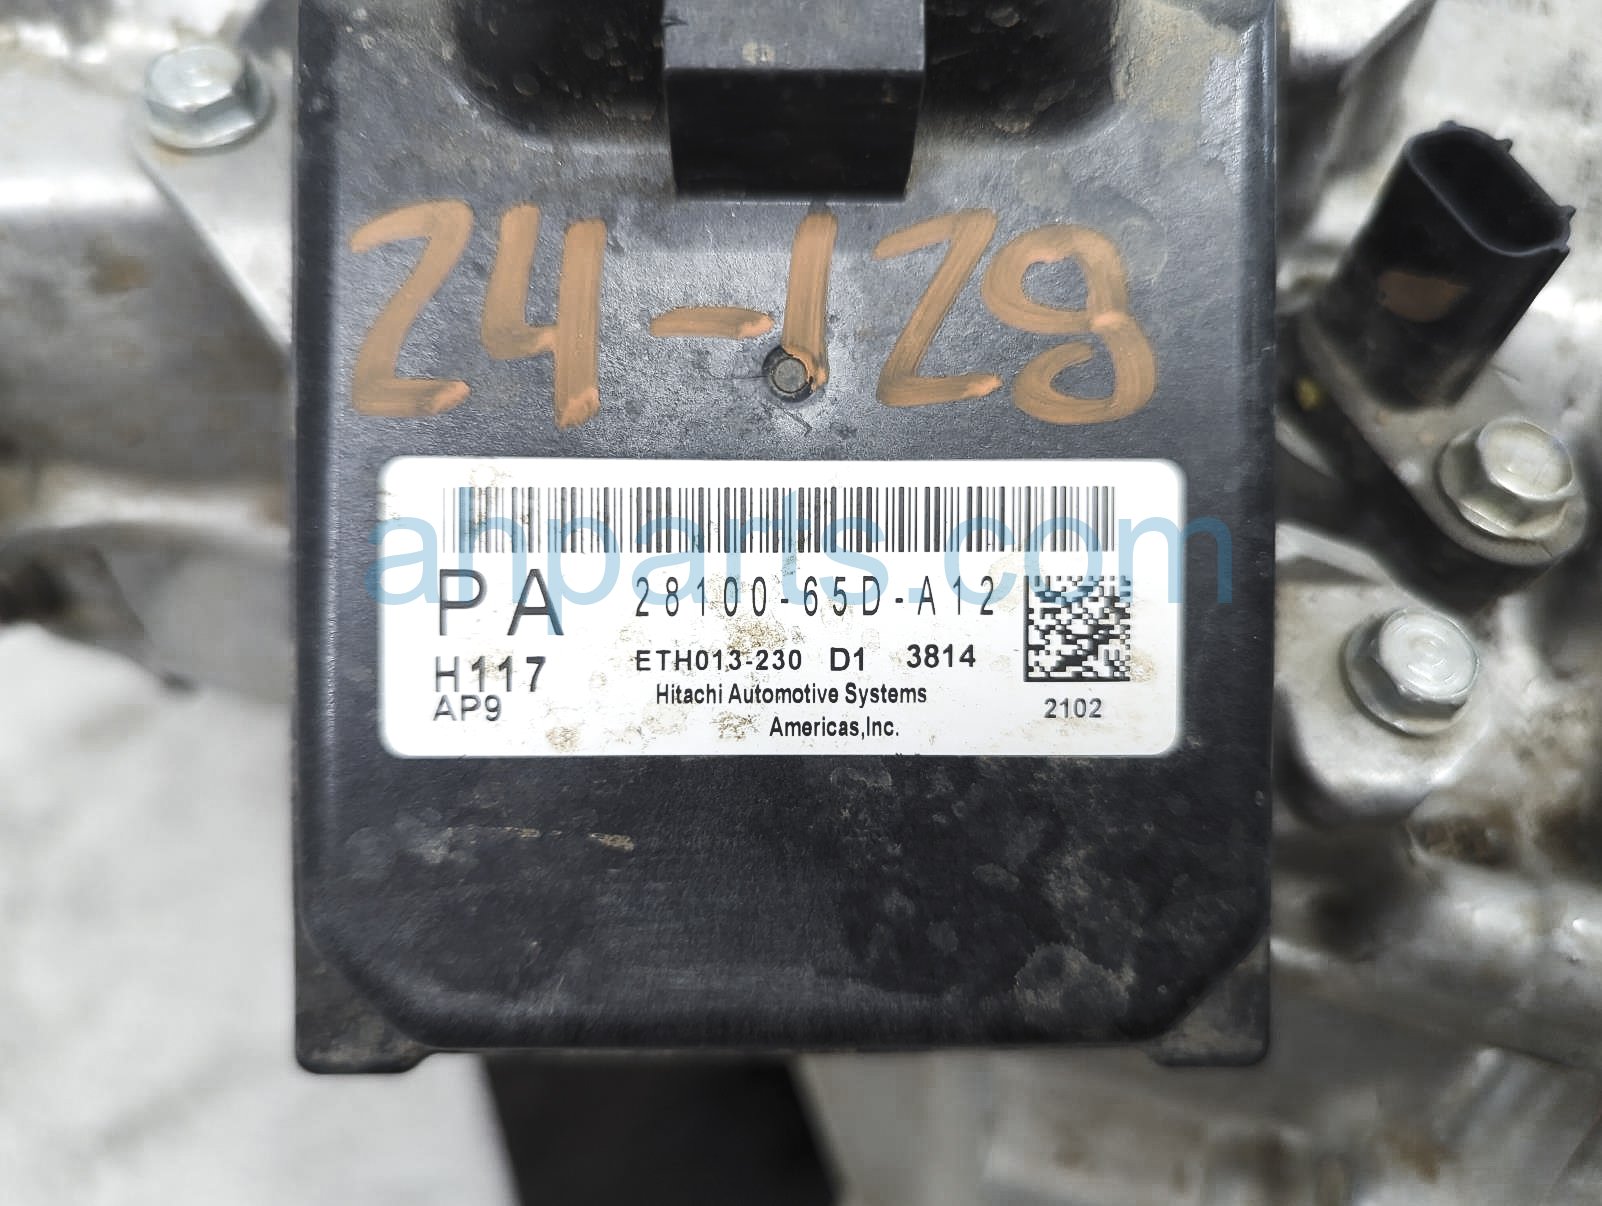 24-128
ahparts.com
PA 28100-65D-A12
H117 ETH013-230 D1 3814
AP9 Hitachi Automotive Systems
Americas,Inc. 2102